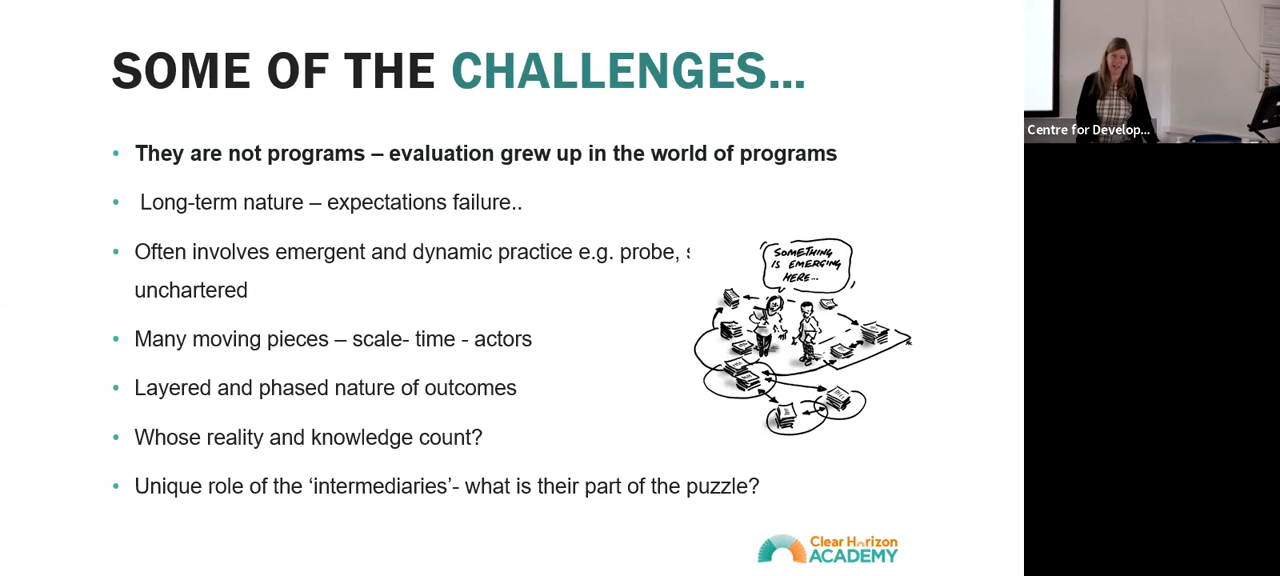 SOME OF THE CHALLENGES...
• They are not programs – evaluation grew up in the world of programs
• Long-term nature – expectations failure..
• Often involves emergent and dynamic practice e.g. probe,
unchartered
• Many moving pieces – scale- time - actors
• Layered and phased nature of outcomes
• Whose reality and knowledge count?
• Unique role of the ‘intermediaries’- what is their part of the puzzle?
SOMETHING
IS EMERGING
HERE...
Clear Horizon
ACADEMY
Centre for Develop...